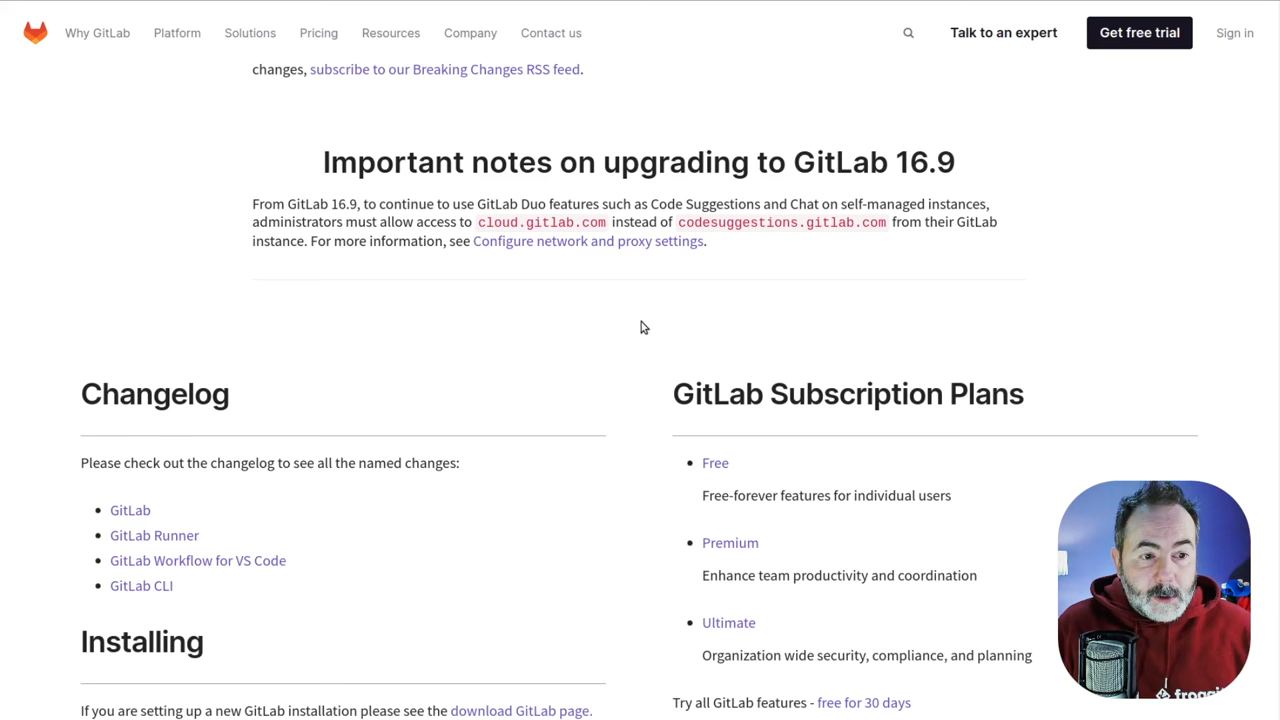 Why GitLab Platform Solutions Pricing Resources Company Contact us Talk to an expert Get free trial Sign in
changes, subscribe to our Breaking Changes RSS feed.
Important notes on upgrading to GitLab 16.9
From GitLab 16.9, to continue to use GitLab Duo features such as Code Suggestions and Chat on self-managed instances,
administrators must allow access to cloud.gitlab.com instead of codesuggestions.gitlab.com from their GitLab
instance. For more information, see Configure network and proxy settings.
Changelog
Please check out the changelog to see all the named changes:
• GitLab
• GitLab Runner
• GitLab Workflow for VS Code
• GitLab CLI
Installing
If you are setting up a new GitLab installation please see the download GitLab page.
GitLab Subscription Plans
• Free
Free-forever features for individual users
• Premium
Enhance team productivity and coordination
• Ultimate
Organization wide security, compliance, and planning
Try all GitLab features - free for 30 days